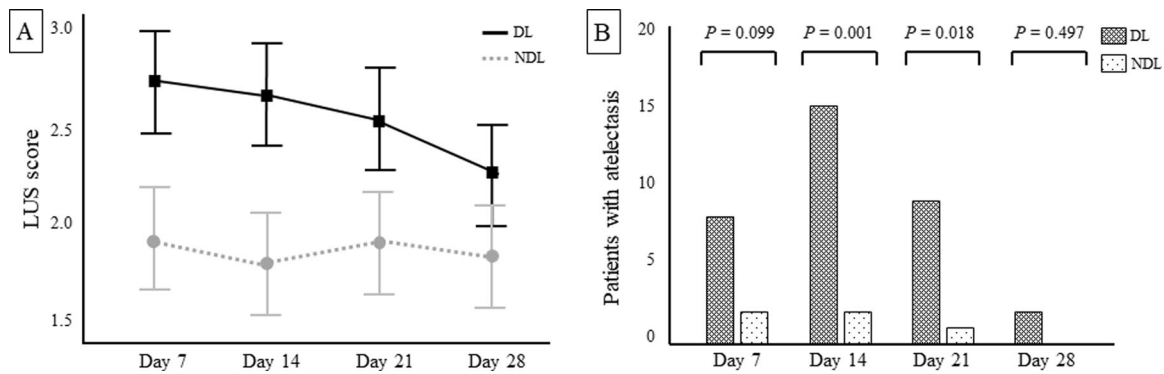 A
LUS score
3.0
2.5
2.0
1.5
DL
NDL
Day 7 Day 14 Day 21 Day 28
B
Patients with atelectasis
20
15
10
5
0
P = 0.099 P = 0.001 P = 0.018 P = 0.497
DL
NDL
Day 7 Day 14 Day 21 Day 28